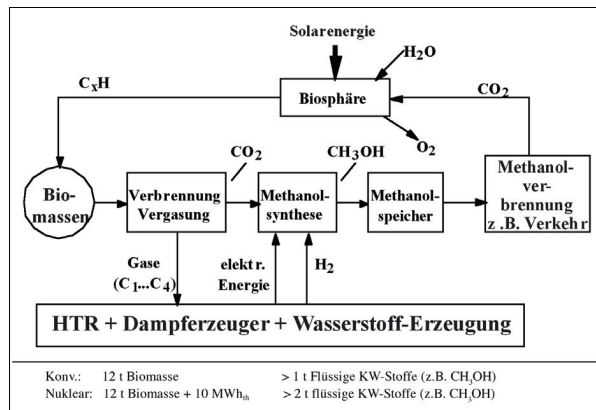 Solarenergie
H₂O
CₓH
Biosphäre
CO₂
O₂
CO₂
CH₃OH
Bio-
massen
Verbrennung
Vergasung
Methanol
synthese
Methanol-
speicher
Methanol-
ver-
brennung
z .B. Verkehr
Gase
(C₁...C₄)
elektr.
Energie
H₂
HTR + Dampferzeuger + Wasserstoff-Erzeugung
Konv.: 12 t Biomasse > 1 t Flüssige KW-Stoffe (z.B. CH₃OH)
Nuklear: 12 t Biomasse + 10 MWhₜₕ > 2 t flüssige KW-Stoffe (z.B. CH₃OH)